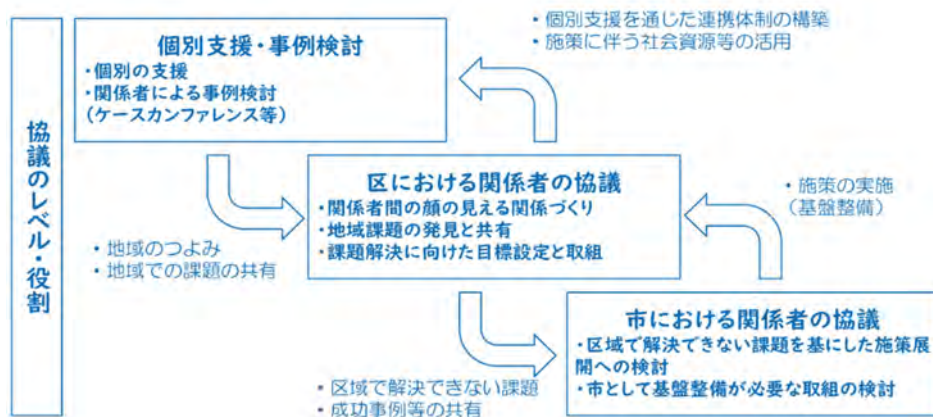 協議のレベル・役割
個別支援・事例検討
・個別の支援
・関係者による事例検討
(ケースカンファレンス等)
・個別支援を通じた連携体制の構築
・施策に伴う社会資源等の活用
区における関係者の協議
・関係者間の顔の見える関係づくり
・地域課題の発見と共有
・課題解決に向けた目標設定と取組
・地域のつよみ
・地域での課題の共有
・施策の実施
(基盤整備)
市における関係者の協議
・区域で解決できない課題を基にした施策展
開への検討
・市として基盤整備が必要な取組の検討
・区域で解決できない課題
・成功事例等の共有